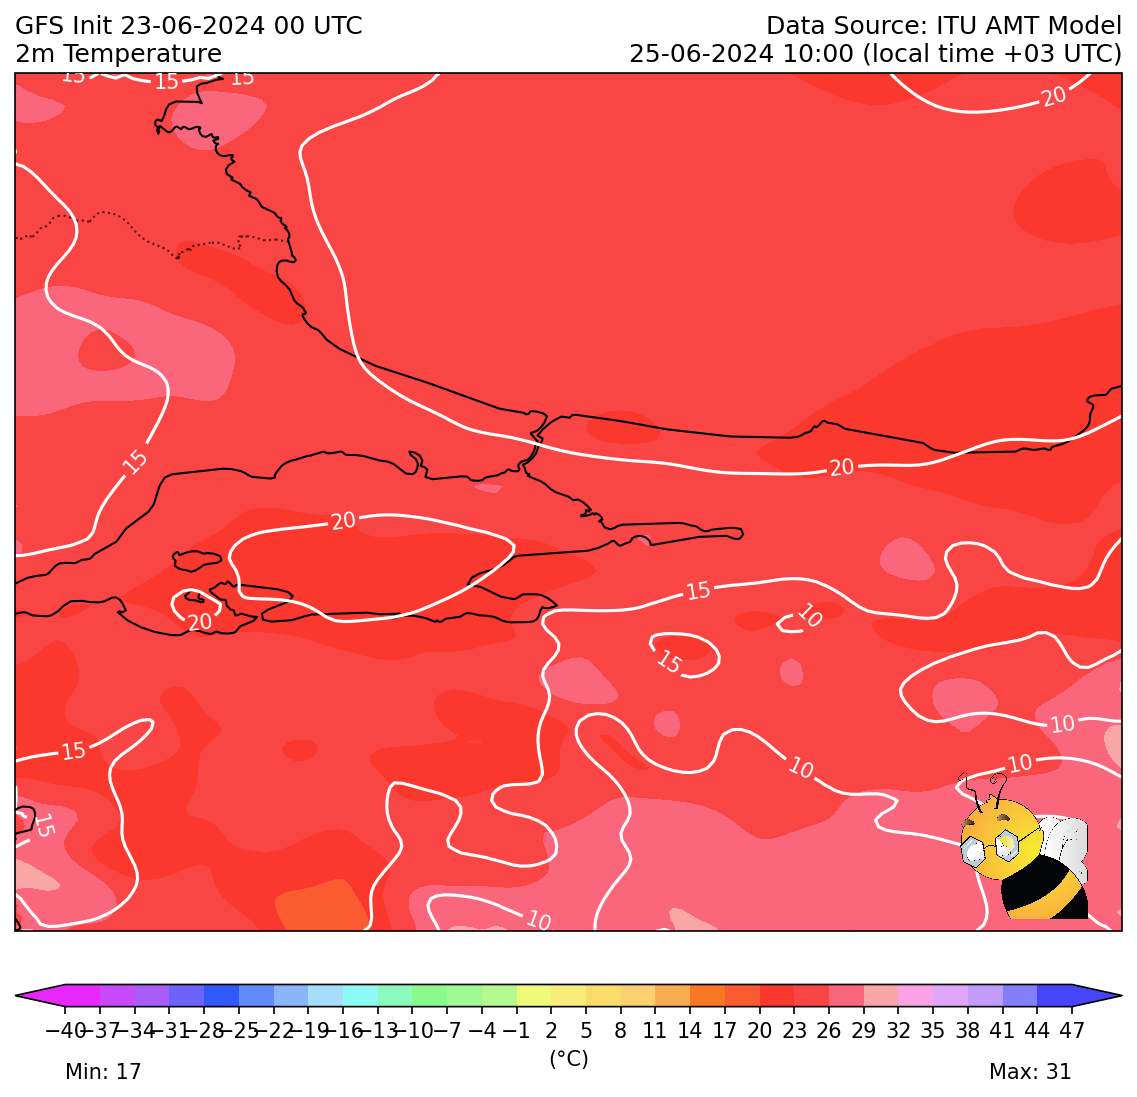 GFS Init 23-06-2024 00 UTC
Data Source: ITU AMT Model
2m Temperature
25-06-2024 10:00 (local time +03 UTC)
15
15
15
20
15
20
20
20
15
10
15
10
15
10
10
15
10
−40 −37 −34 −31 −28 −25 −22 −19 −16 −13 −10 −7 −4 −1 2 5 8 11 14 17 20 23 26 29 32 35 38 41 44 47
(°C)
Min: 17
Max: 31